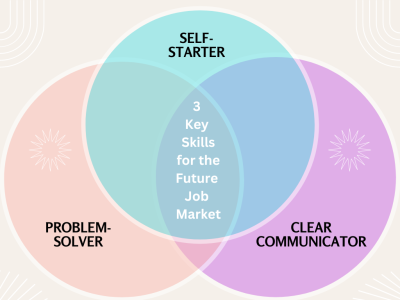 SELF-
STARTER
3
Key
Skills
for the
Future
Job
Market
PROBLEM-
SOLVER
CLEAR
COMMUNICATOR